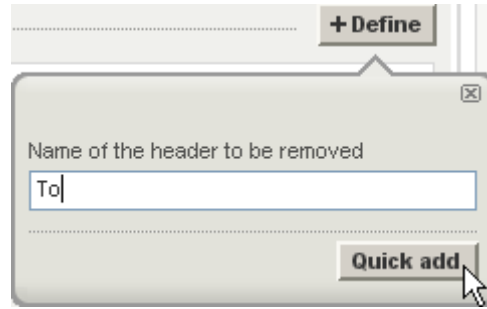 + Define
Name of the header to be removed
To
Quick add